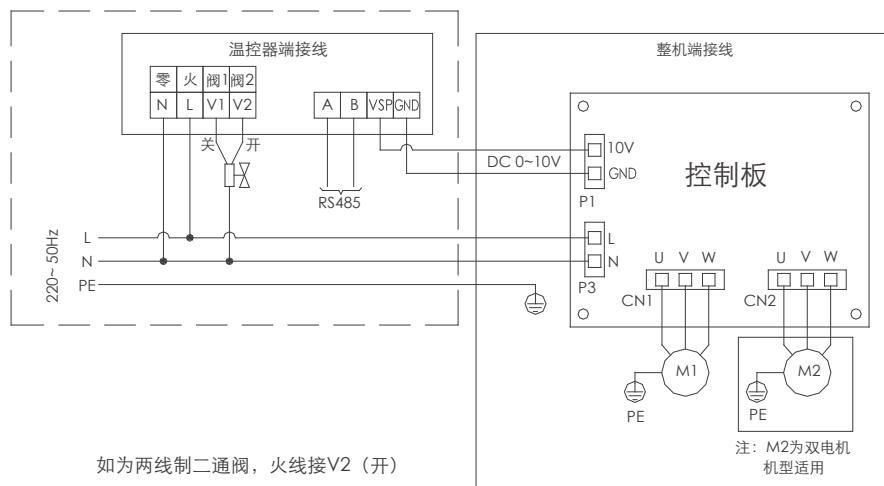 温控器端接线
零 火 阀1 阀2
N L V1 V2
A B VSP GND
关 开
RS485
DC 0~10V
220~ 50Hz
L
N
PE
如为两线制二通阀，火线接V2（开）
整机端接线
控制板
10V
GND
P1
L
N
P3
U V W
CN1
U V W
CN2
M1
PE
M2
PE
注：M2为双电机
机型适用